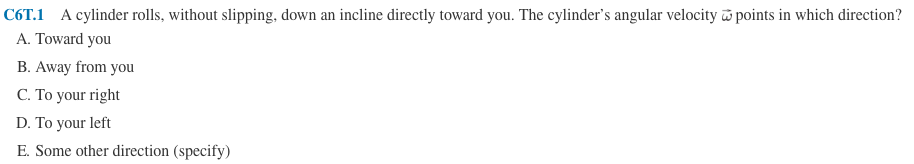 C6T.1 A cylinder rolls, without slipping, down an incline directly toward you. The cylinder’s angular velocity \vec{ω} points in which direction?
A. Toward you
B. Away from you
C. To your right
D. To your left
E. Some other direction (specify)